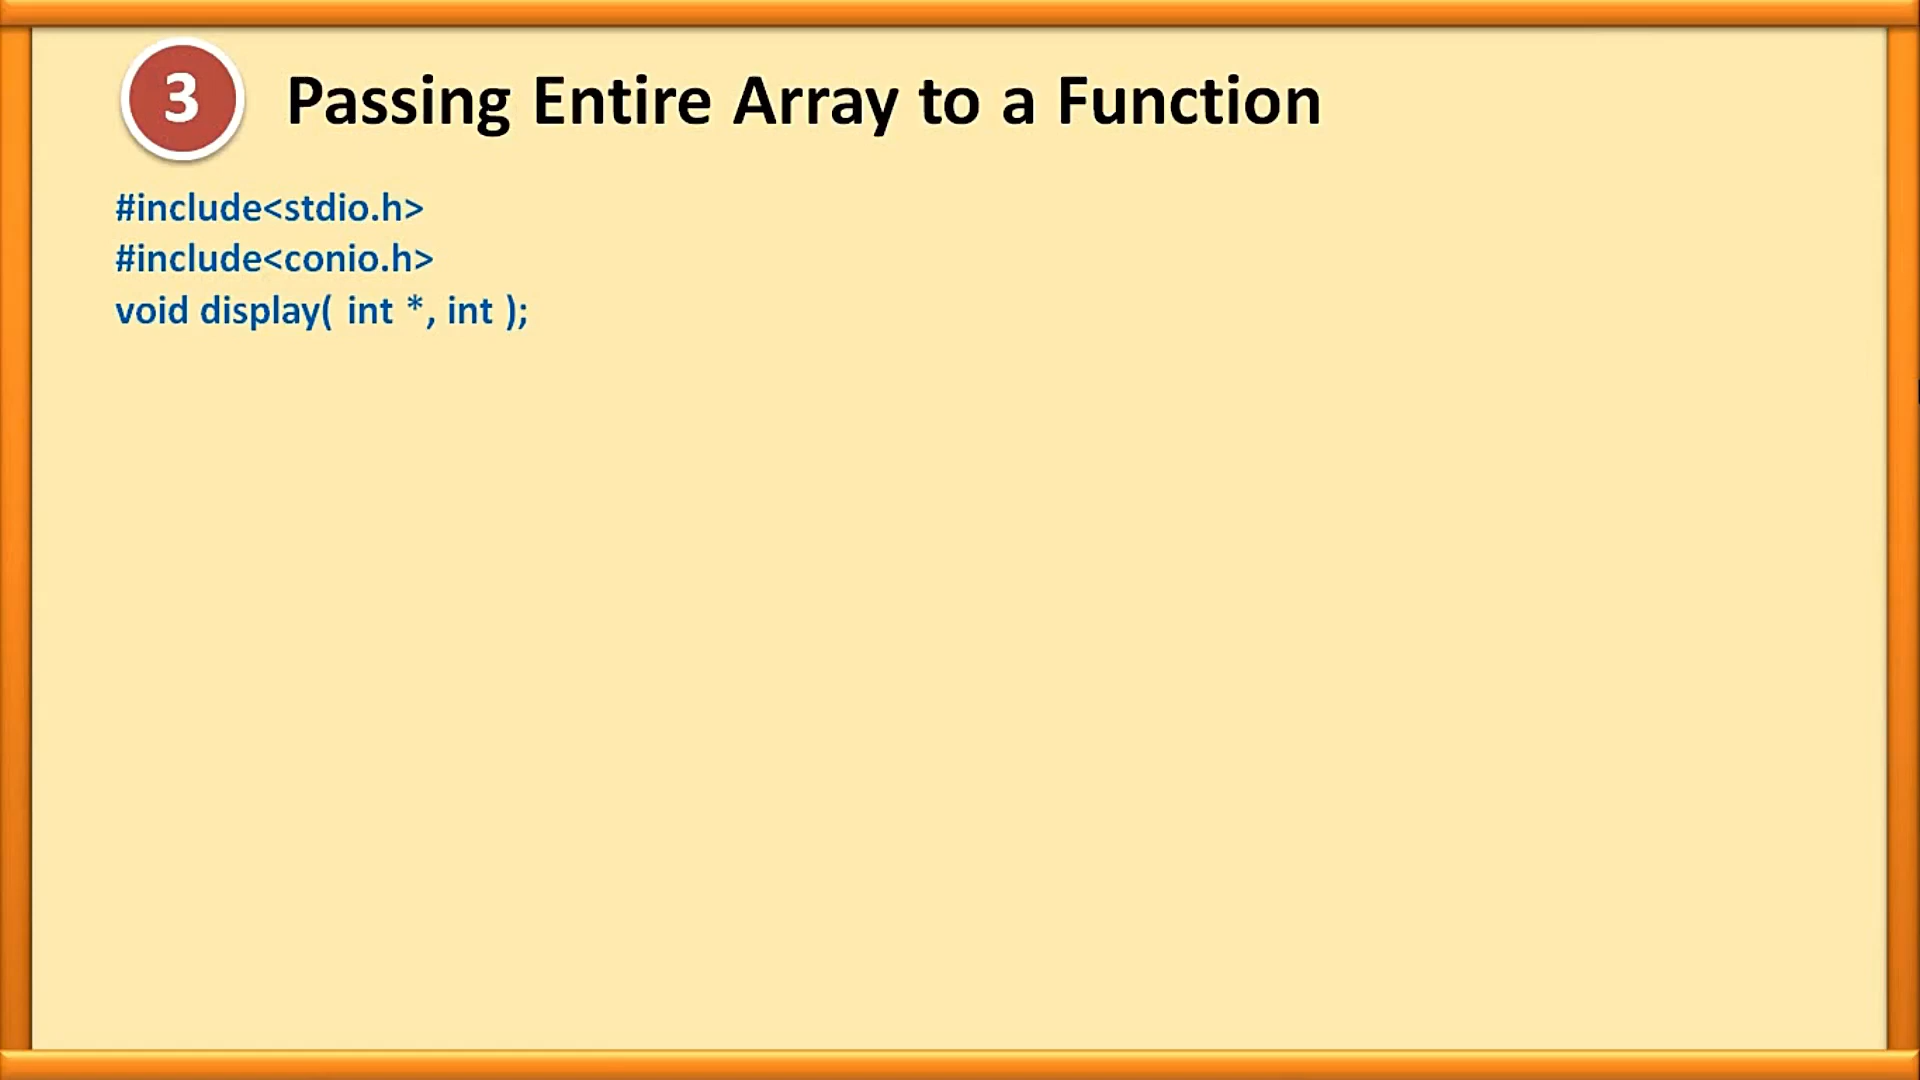 3 Passing Entire Array to a Function
#include<stdio.h>
#include<conio.h>
void display( int *, int );